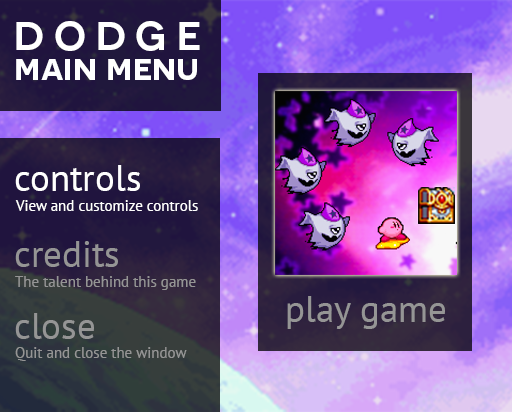 DODGE
MAIN MENU
controls
View and customize controls
credits
The talent behind this game
close
Quit and close the window
play game